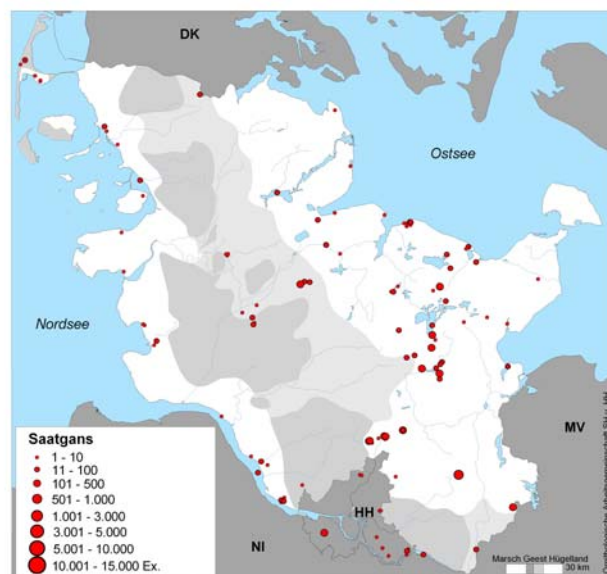 DK
Ostsee
Nordsee
MV
HH
NI
Saatgans
1 - 10
11 - 100
101 - 500
501 - 1.000
1.001 - 3.000
3.001 - 5.000
5.001 - 10.000
10.001 - 15.000 Ex.
Marsch Geest Hügelland
30 km